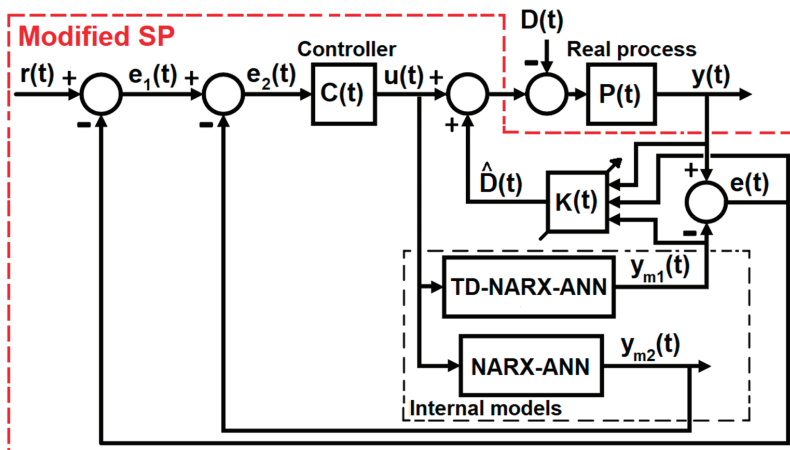 Modified SP
D(t)
Controller
Real process
r(t)
+
e1(t)
+
e2(t)
u(t)
+
-
y(t)
-
-
C(t)
P(t)
+
D̂(t)
K(t)
+
e(t)
-
TD-NARX-ANN
ym1(t)
NARX-ANN
ym2(t)
Internal models